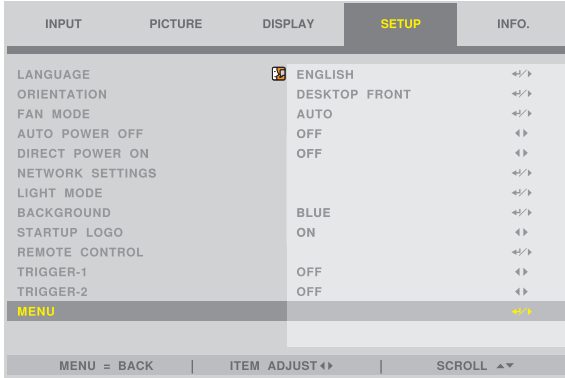 INPUT PICTURE DISPLAY SETUP INFO.
LANGUAGE ENGLISH
ORIENTATION DESKTOP FRONT
FAN MODE AUTO
AUTO POWER OFF OFF
DIRECT POWER ON OFF
NETWORK SETTINGS
LIGHT MODE
BACKGROUND BLUE
STARTUP LOGO ON
REMOTE CONTROL
TRIGGER-1 OFF
TRIGGER-2 OFF
MENU
MENU = BACK | ITEM ADJUST | SCROLL